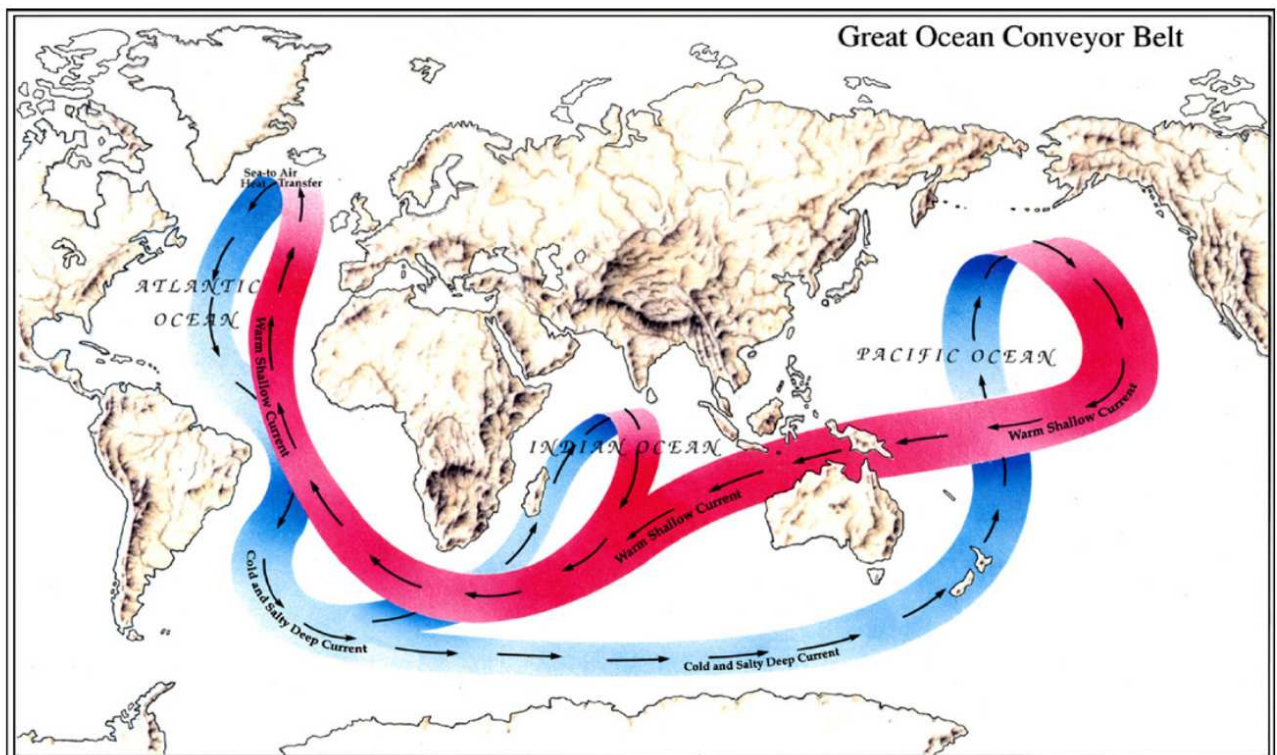 Great Ocean Conveyor Belt
Sea-to Air
Heat Transfer
ATLANTIC
OCEAN
PACIFIC OCEAN
INDIAN OCEAN
Warm Shallow Current
Warm Shallow Current
Warm Shallow Current
Cold and Salty Deep Current
Cold and Salty Deep Current